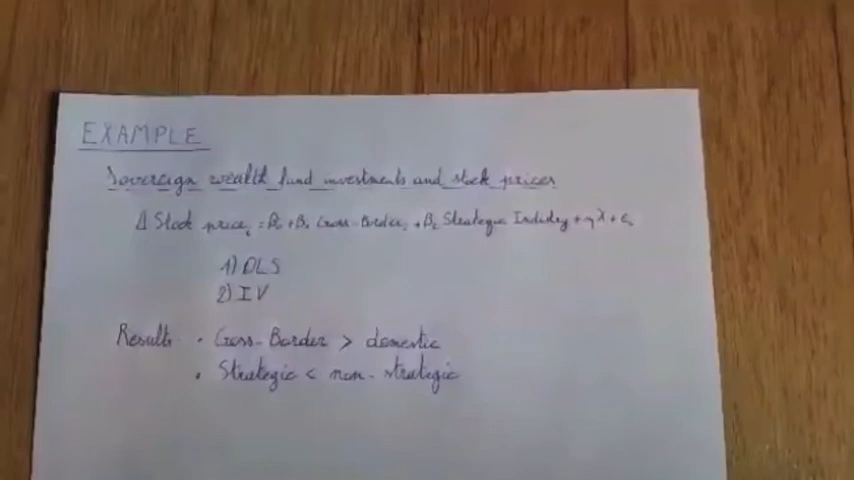 EXAMPLE
Sovereign wealth fund investments and stock prices
Δ Stock price = β₀ + β₁ Cross-Border + β₂ Strategic Industry + η λ + ε
1) OLS
2) IV
Results • Cross-Border > domestic
• Strategic < non-strategic